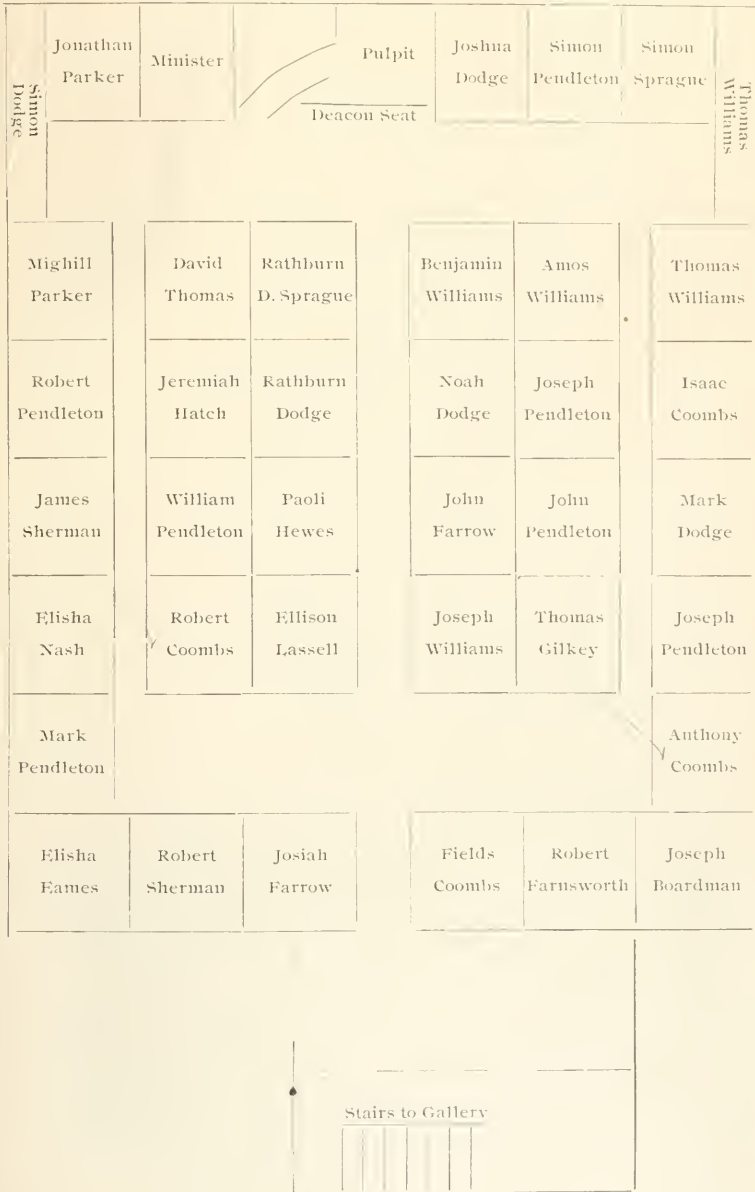 Simon
Dodge
Jonathan
Parker
Minister
Pulpit
Deacon Seat
Joshua
Dodge
Simon
Pendleton
Simon
Sprague
Thomas
Williams
Mighill
Parker
David
Thomas
Rathburn
D. Sprague
Benjamin
Williams
Amos
Williams
Thomas
Williams
Robert
Pendleton
Jeremiah
Hatch
Rathburn
Dodge
Noah
Dodge
Joseph
Pendleton
Isaac
Coombs
James
Sherman
William
Pendleton
Paoli
Hewes
John
Farrow
John
Pendleton
Mark
Dodge
Elisha
Nash
Robert
Coombs
Ellison
Lassell
Joseph
Williams
Thomas
Gilkey
Joseph
Pendleton
Mark
Pendleton
Anthony
Coombs
Elisha
Eames
Robert
Sherman
Josiah
Farrow
Fields
Coombs
Robert
Farnsworth
Joseph
Boardman
Stairs to Gallery